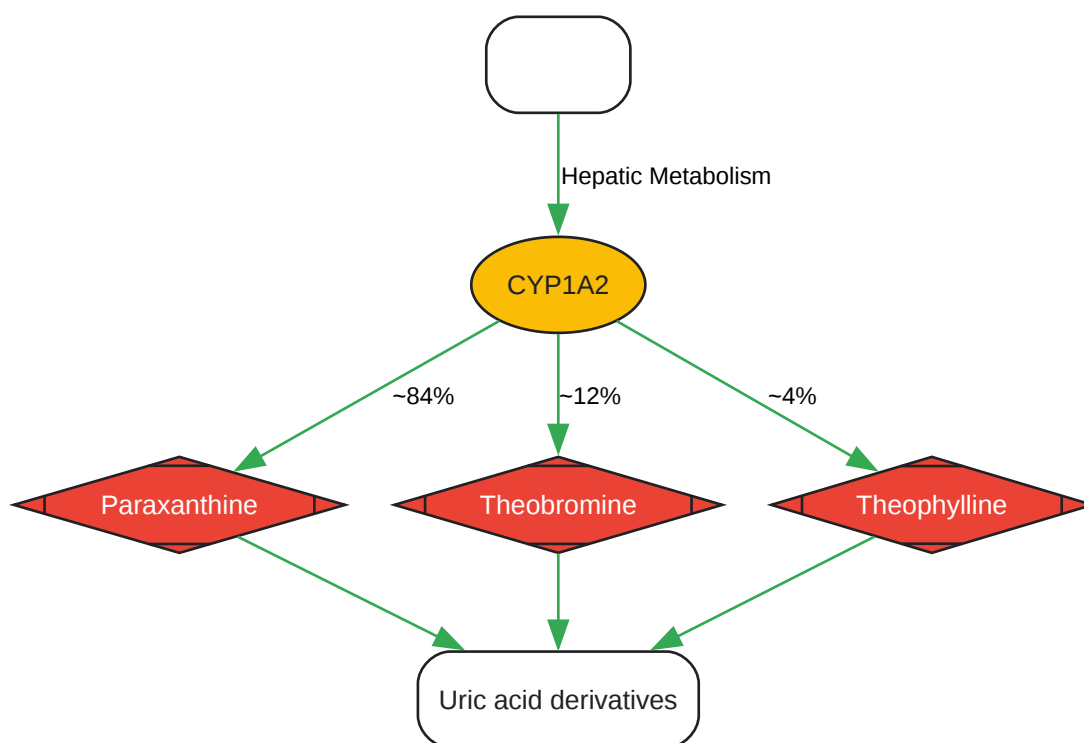 Hepatic Metabolism
CYP1A2
~84%
~12%
~4%
Paraxanthine
Theobromine
Theophylline
Uric acid derivatives